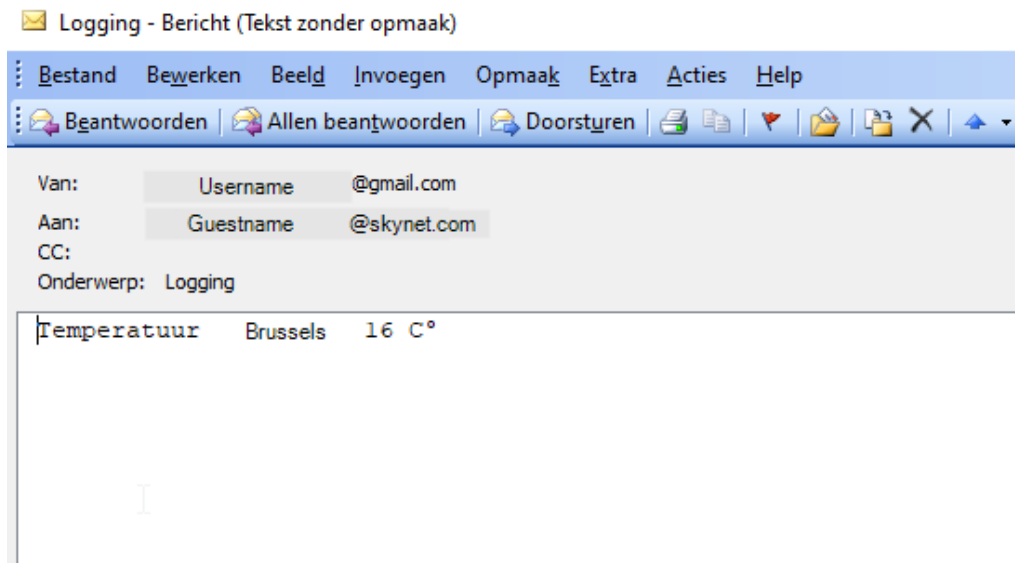 Logging - Bericht (Tekst zonder opmaak)
Bestand Bewerken Beeld Invoegen Opmaak Extra Acties Help
Beantwoorden Allen beantwoorden Doorsturen
Van: Username @gmail.com
Aan: Guestname @skynet.com
CC:
Onderwerp: Logging
Temperatuur Brussels 16 C°